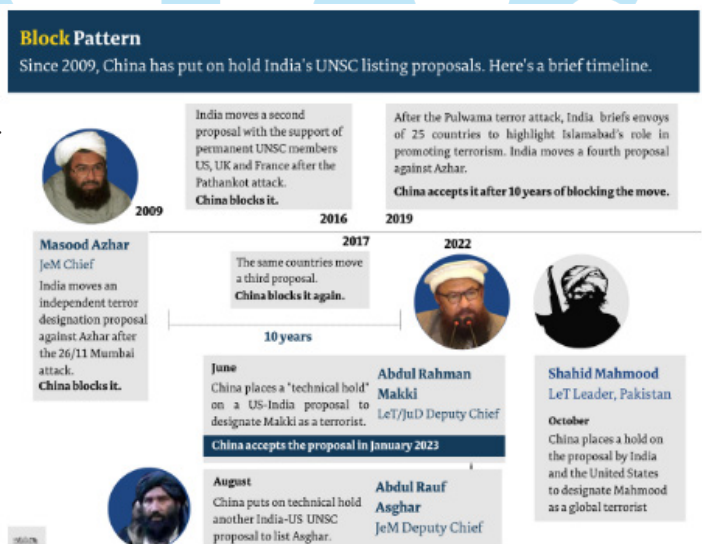 Block Pattern
Since 2009, China has put on hold India's UNSC listing proposals. Here's a brief timeline.
2009
Masood Azhar
JeM Chief
India moves an
independent terror
designation proposal
against Azhar after
the 26/11 Mumbai
attack.
China blocks it.
India moves a second
proposal with the support of
permanent UNSC members
US, UK and France after the
Pathankot attack.
China blocks it.
2016
After the Pulwama terror attack, India briefs envoys
of 25 countries to highlight Islamabad's role in
promoting terrorism. India moves a fourth proposal
against Azhar.
China accepts it after 10 years of blocking the move.
2019
2017
The same countries move
a third proposal.
China blocks it again.
10 years
2022
June
China places a "technical hold"
on a US-India proposal to
designate Makki as a terrorist.
Abdul Rahman
Makki
LeT/JuD Deputy Chief
China accepts the proposal in January 2023
August
China puts on technical hold
another India-US UNSC
proposal to list Asghar.
Abdul Rauf
Asghar
JeM Deputy Chief
Shahid Mahmood
LeT Leader, Pakistan
October
China places a hold on
the proposal by India
and the United States
to designate Mahmood
as a global terrorist